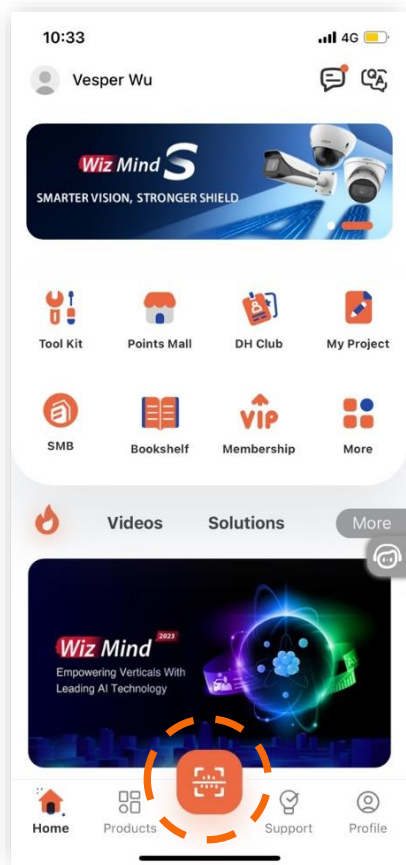 10:33
4G
Vesper Wu
Wiz Mind S
SMARTER VISION, STRONGER SHIELD
Tool Kit
Points Mall
DH Club
My Project
SMB
Bookshelf
VIP
Membership
More
Videos
Solutions
More
Wiz Mind 2023
Empowering Verticals With
Leading AI Technology
Home
Products
Support
Profile